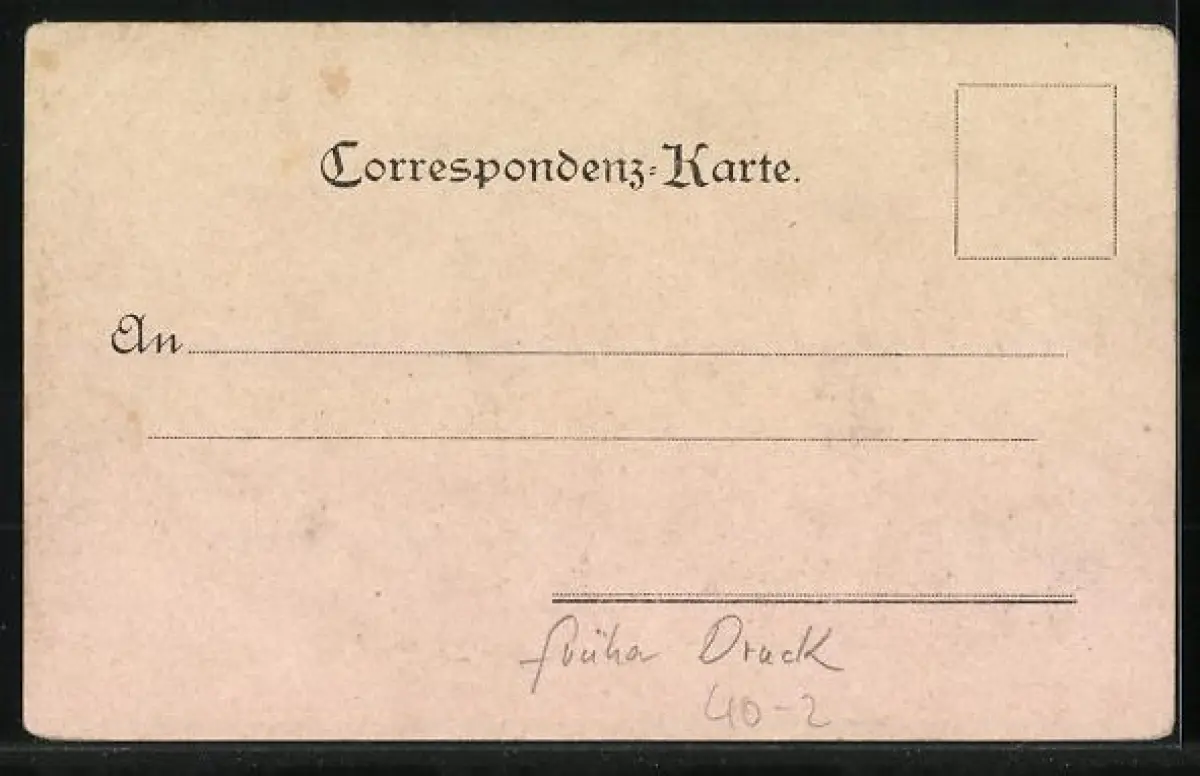 Correspondenz-Karte.
An
früher Druck
40-2